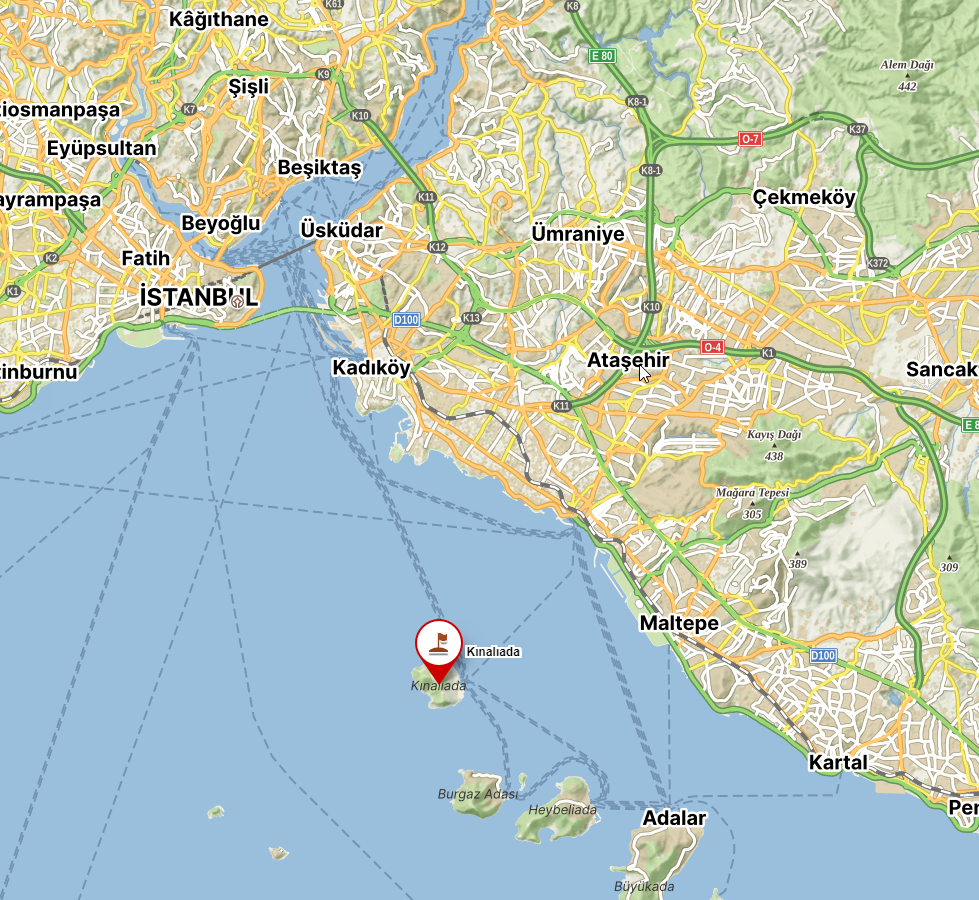 K61
K8
Kâğıthane
E 80
Alem Dağı
442
K9
Şişli
K8-1
iosmanpaşa
K7
K10
K37
O-7
Eyüpsultan
Beşiktaş
K8-1
ayrampaşa
K11
Çekmeköy
Beyoğlu
Üsküdar
Ümraniye
K2
Fatih
K12
K372
K1
İSTANBUL
K10
D100
K13
O-4
K1
tinburnu
Kadıköy
Ataşehir
Sancak
K11
E 8
Kayış Dağı
438
Mağara Tepesi
305
389
309
Maltepe
Kınalıada
D100
Kınalıada
Kartal
Burgaz Adası
Heybeliada
Adalar
Pen
Büyükada